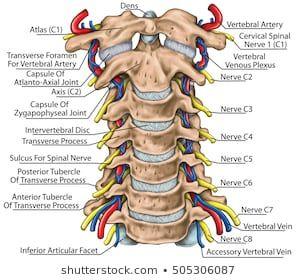 Dens
Atlas (C1)
Transverse Foramen
For Vertebral Artery
Capsule Of
Atlanto-Axial Joint
Axis (C2)
Capsule Of
Zygapophyseal Joint
Intervertebral Disc
Transverse Process
Sulcus For Spinal Nerve
Posterior Tubercle
Of Transverse Process
Anterior Tubercle
Of Transverse Process
Inferior Articular Facet
Vertebral Artery
Cervical Spinal
Nerve 1 (C1)
Vertebral
Venous Plexus
Nerve C2
Nerve C3
Nerve C4
Nerve C5
Nerve C6
Nerve C7
Vertebral Vein
Nerve C8
Accessory Vertebral Vein
shutterstock · 505306087